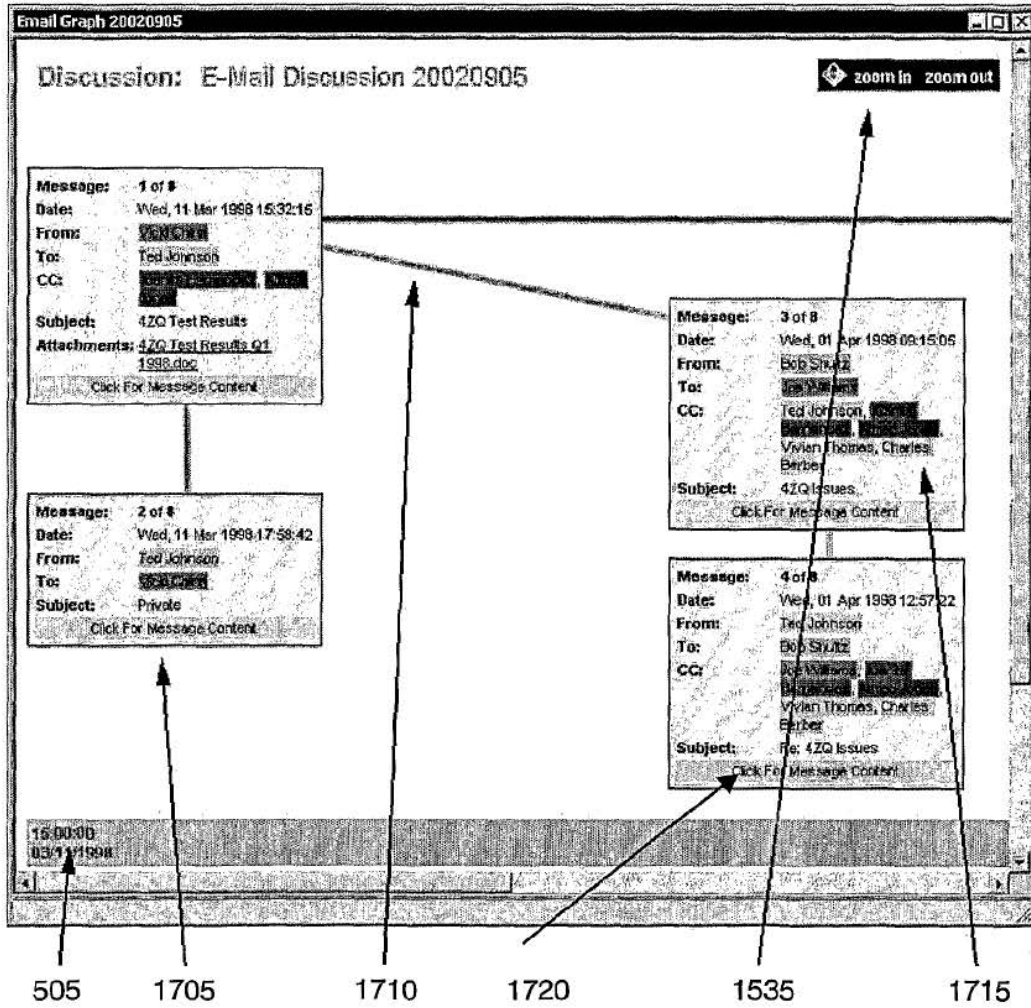 Email Graph 20020905
Discussion: E-Mail Discussion 20020905
zoom in zoom out
Message: 1 of 8
Date: Wed, 11 Mar 1998 15:32:15
From:
To: Ted Johnson
CC:
Subject: 4ZQ Test Results
Attachments: 4ZQ Test Results Q1
1998.doc
Click For Message Content
Message: 2 of 8
Date: Wed, 11 Mar 1998 17:58:42
From: Ted Johnson
To:
Subject: Private
Click For Message Content
Message: 3 of 8
Date: Wed, 01 Apr 1998 09:15:05
From: Bob Shultz
To: Joe Williams
CC: Ted Johnson,
Vivian Thomas, Charles
Berber
Subject: 4ZQ Issues
Click For Message Content
Message: 4 of 8
Date: Wed, 01 Apr 1998 12:57:22
From: Ted Johnson
To: Bob Shultz
CC: Joe Williams,
Vivian Thomas, Charles
Berber
Subject: Re: 4ZQ Issues
Click For Message Content
15:00:00
03/11/1998
505 1705 1710 1720 1535 1715